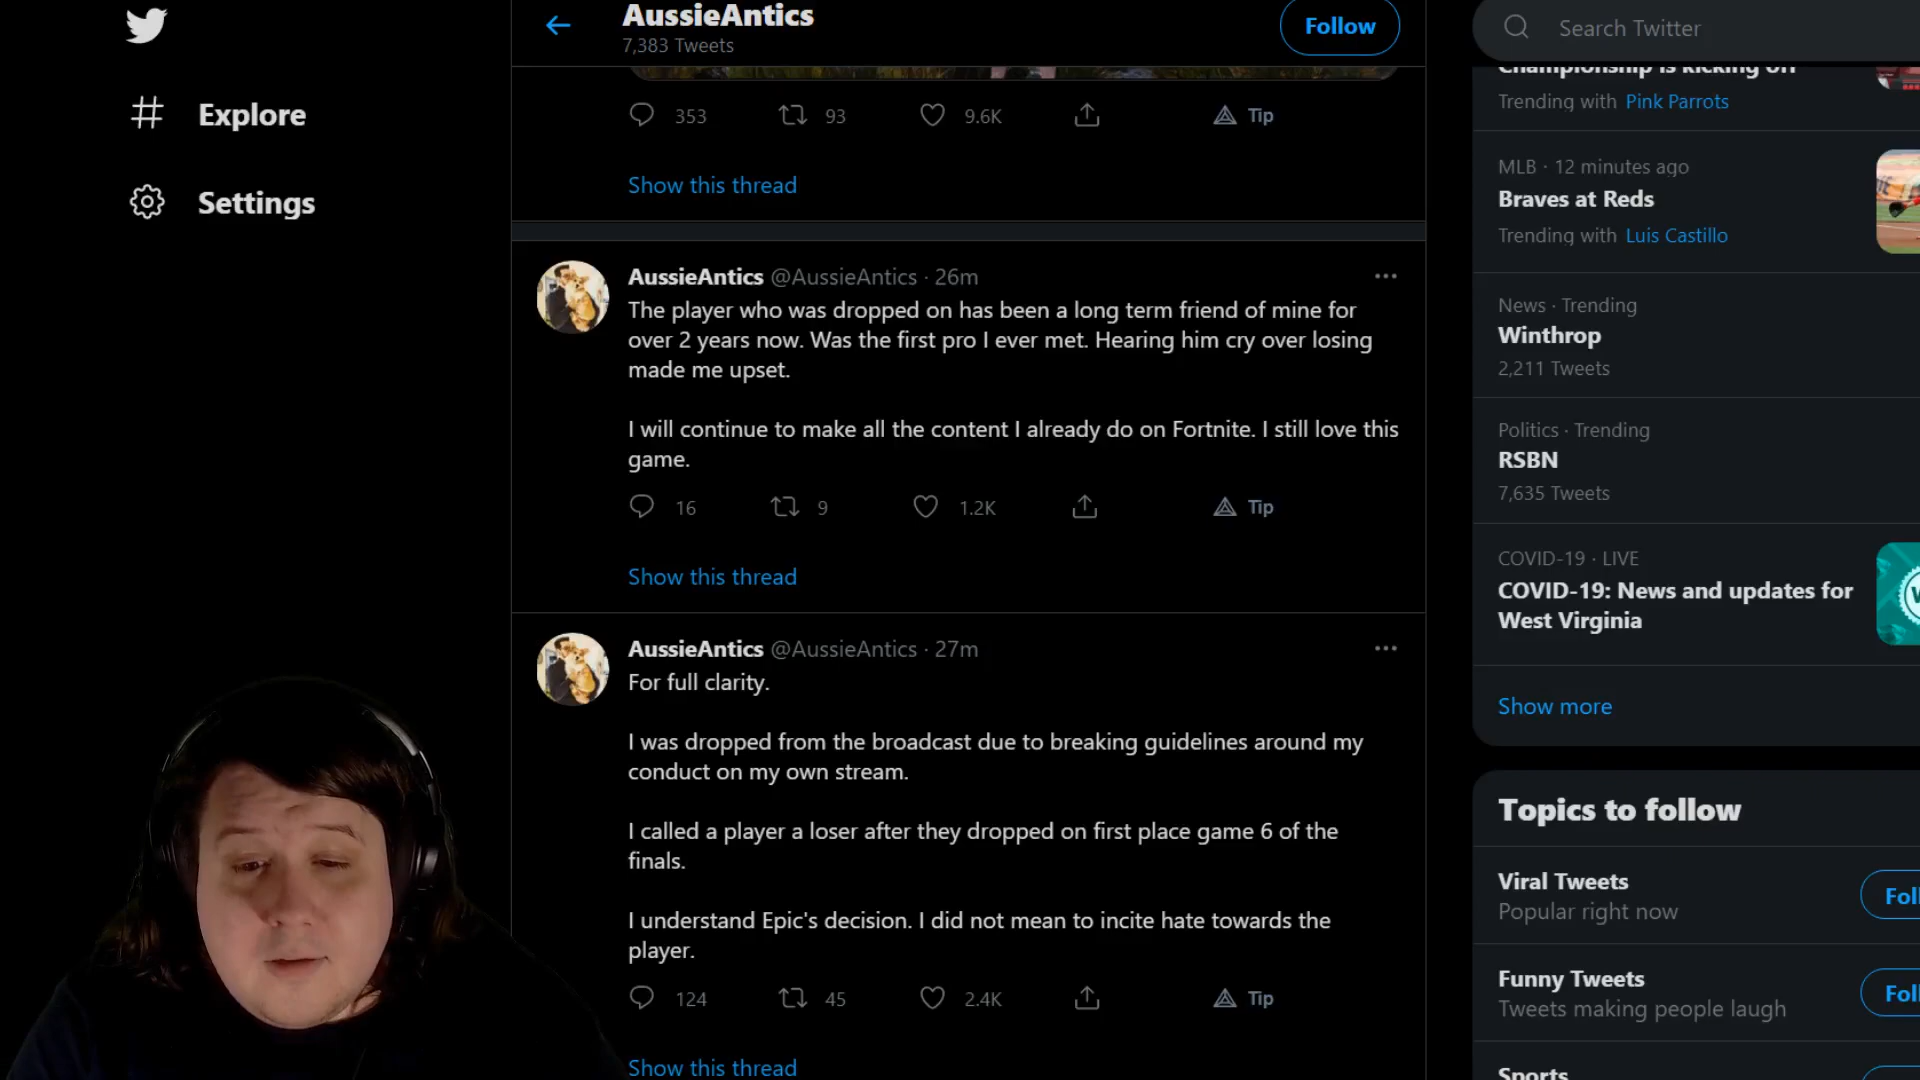 AussieAntics
7,383 Tweets
Follow
Search Twitter
Explore
Settings
353
93
9.6K
Tip
Show this thread
AussieAntics @AussieAntics · 26m
The player who was dropped on has been a long term friend of mine for
over 2 years now. Was the first pro I ever met. Hearing him cry over losing
made me upset.
I will continue to make all the content I already do on Fortnite. I still love this
game.
16
9
1.2K
Tip
Show this thread
AussieAntics @AussieAntics · 27m
For full clarity.
I was dropped from the broadcast due to breaking guidelines around my
conduct on my own stream.
I called a player a loser after they dropped on first place game 6 of the
finals.
I understand Epic's decision. I did not mean to incite hate towards the
player.
124
45
2.4K
Tip
Show this thread
Championship is kicking off
Trending with Pink Parrots
MLB · 12 minutes ago
Braves at Reds
Trending with Luis Castillo
News · Trending
Winthrop
2,211 Tweets
Politics · Trending
RSBN
7,635 Tweets
COVID-19 · LIVE
COVID-19: News and updates for
West Virginia
Show more
Topics to follow
Viral Tweets
Popular right now
Foll
Funny Tweets
Tweets making people laugh
Foll
Sports